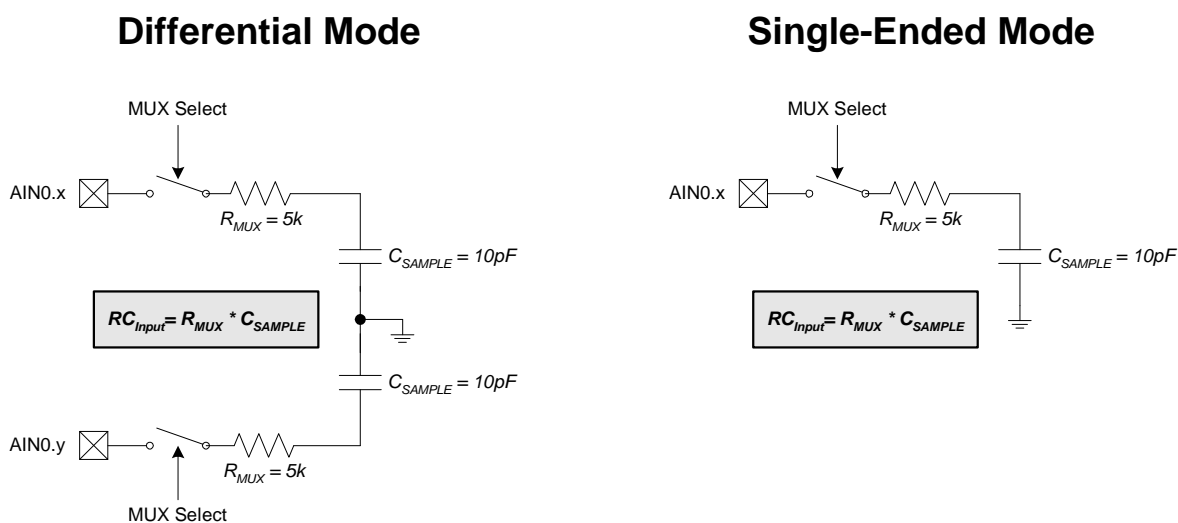 Differential Mode
MUX Select
AIN0.x
R_MUX = 5k
C_SAMPLE = 10pF
RC_Input= R_MUX * C_SAMPLE
C_SAMPLE = 10pF
AIN0.y
R_MUX = 5k
MUX Select
Single-Ended Mode
MUX Select
AIN0.x
R_MUX = 5k
C_SAMPLE = 10pF
RC_Input= R_MUX * C_SAMPLE